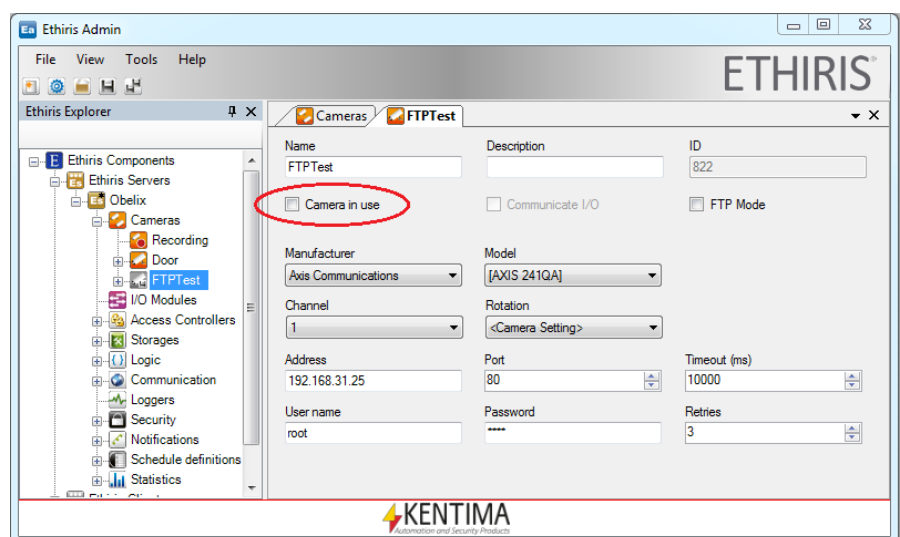 Ea Ethiris Admin
File View Tools Help
ETHIRIS
Ethiris Explorer
Cameras FTPTest
Name Description ID
FTPTest 822
Camera in use Communicate I/O FTP Mode
Manufacturer Model
Axis Communications [AXIS 241QA]
Channel Rotation
1 <Camera Setting>
Address Port Timeout (ms)
192.168.31.25 80 10000
User name Password Retries
root **** 3
E Ethiris Components
Es Ethiris Servers
Es Obelix
Cameras
Recording
Door
FTPTest
I/O Modules
Access Controllers
Storages
Logic
Communication
Loggers
Security
Notifications
Schedule definitions
Statistics
KENTIMA
Automation and Security Products